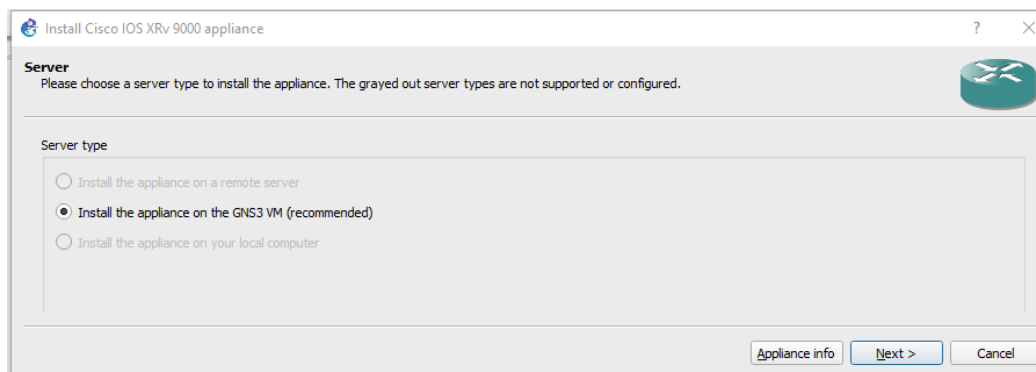 Install Cisco IOS XRv 9000 appliance
Server
Please choose a server type to install the appliance. The grayed out server types are not supported or configured.
Server type
Install the appliance on a remote server
Install the appliance on the GNS3 VM (recommended)
Install the appliance on your local computer
Appliance info Next > Cancel